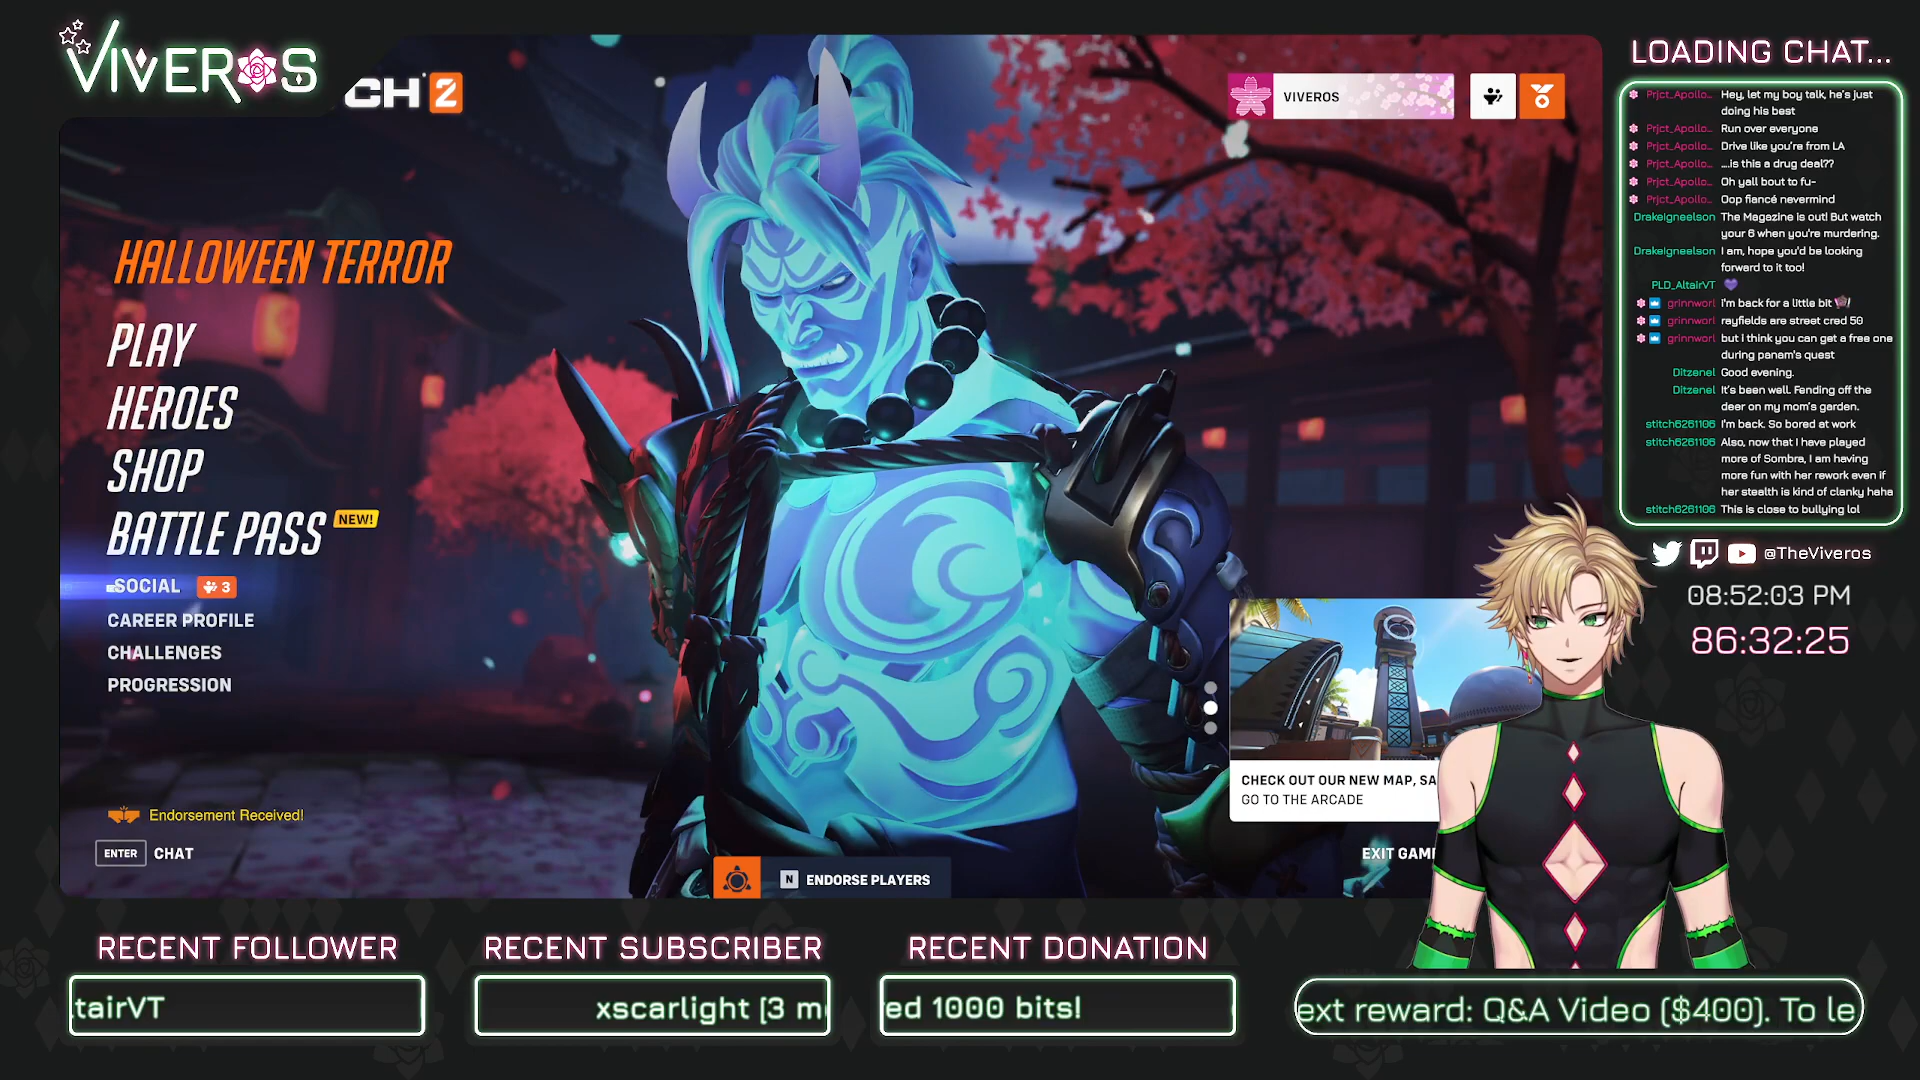 VIVEROS
CH 2
VIVEROS
HALLOWEEN TERROR
PLAY
HEROES
SHOP
BATTLE PASS NEW!
SOCIAL 3
CAREER PROFILE
CHALLENGES
PROGRESSION
Endorsement Received!
ENTER CHAT
N ENDORSE PLAYERS
CHECK OUT OUR NEW MAP, SA
GO TO THE ARCADE
EXIT GAM
LOADING CHAT...
Prjct_Apollo... Hey, let my boy talk, he's just
doing his best
Prjct_Apollo... Run over everyone
Prjct_Apollo... Drive like you're from LA
Prjct_Apollo... ....is this a drug deal??
Prjct_Apollo... Oh yall bout to fu-
Prjct_Apollo... Oop fiancé nevermind
DrakeIgneelson The Magazine is out! But watch
your 6 when you're murdering.
DrakeIgneelson I am, hope you'd be looking
forward to it too!
PLD_AltairVT
grinnworl I'm back for a little bit !
grinnworl rayfields are street cred 50
grinnworl but i think you can get a free one
during panam's quest
Ditzenel Good evening.
Ditzenel It's been well. Fending off the
deer on my mom's garden.
stitch6261106 I'm back. So bored at work
stitch6261106 Also, now that I have played
more of Sombra, I am having
more fun with her rework even if
her stealth is kind of clanky haha
stitch6261106 This is close to bullying lol
@TheViveros
08:52:03 PM
86:32:25
RECENT FOLLOWER
tairVT
RECENT SUBSCRIBER
xscarlight [3 m
RECENT DONATION
ed 1000 bits!
ext reward: Q&A Video ($400). To le